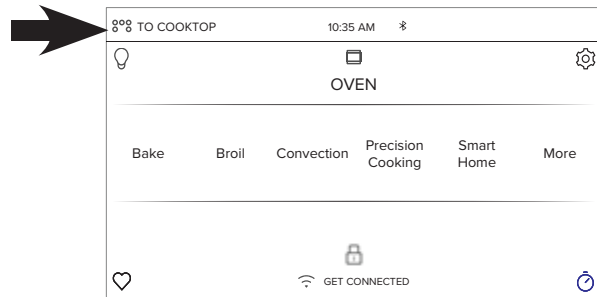 TO COOKTOP 10:35 AM
OVEN
Bake Broil Convection Precision Cooking Smart Home More
GET CONNECTED